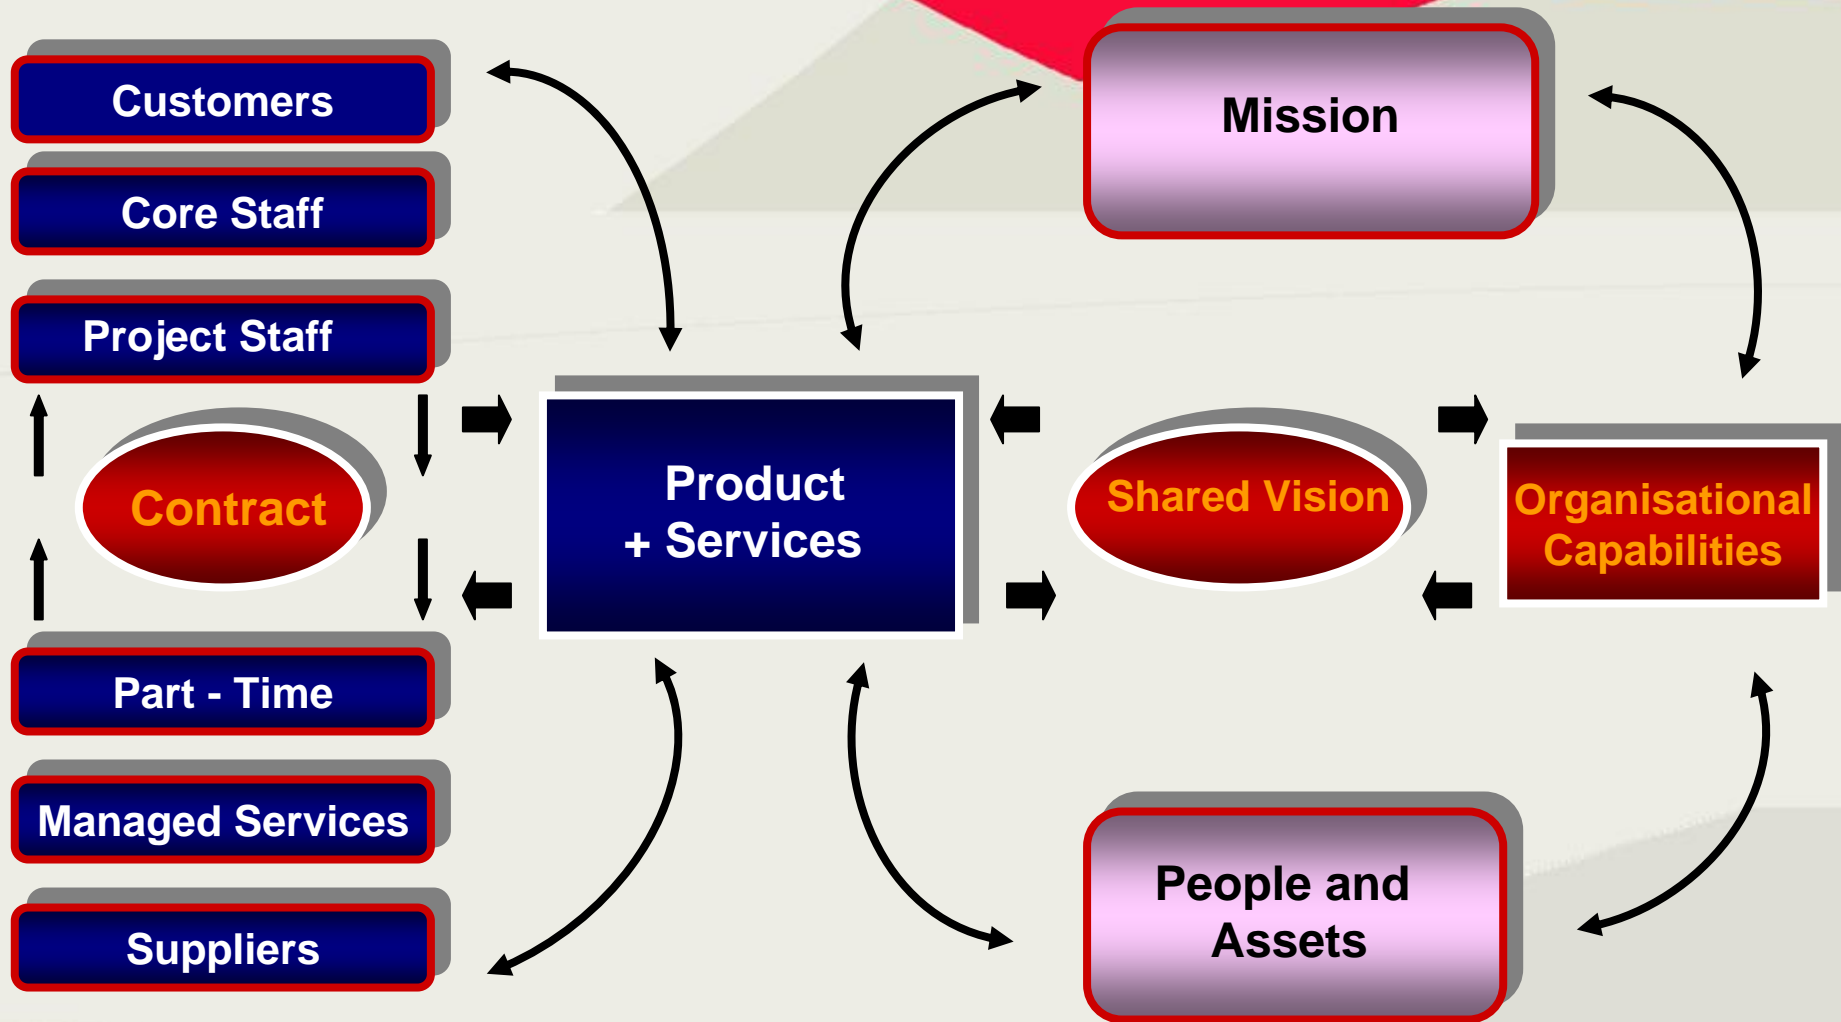 Customers
Core Staff
Project Staff
Contract
Part - Time
Managed Services
Suppliers
Product
+ Services
Mission
Shared Vision
Organisational
Capabilities
People and
Assets